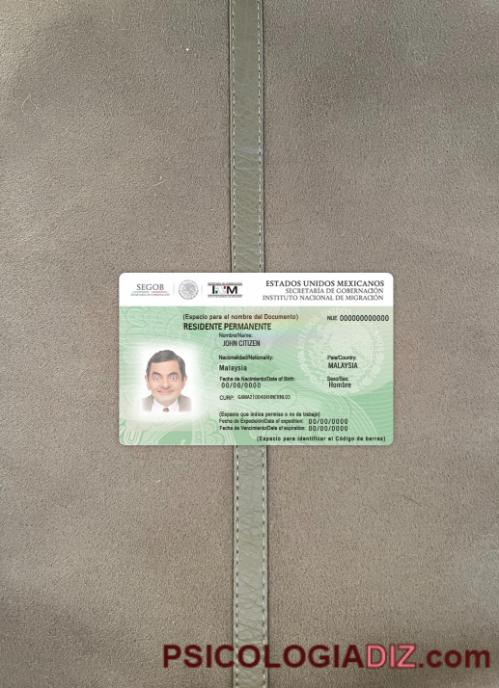 SEGOB
ESTADOS UNIDOS MEXICANOS
SECRETARÍA DE GOBERNACIÓN
INSTITUTO NACIONAL DE MIGRACIÓN
(Espacio para el nombre del Documento)
NUE 000000000000
RESIDENTE PERMANENTE
Nombre/Name:
JOHN CITIZEN
Nacionalidad/Nationality:
País/Country:
Malaysia
MALAYSIA
Fecha de Nacimiento/Date of Birth:
Sexo/Sex:
00/00/0000
Hombre
CURP:
(Espacio que indica permiso o no de trabajo)
Fecha de Expedición/Date of expedition: 00/00/0000
Fecha de Vencimiento/Date of expiration: 00/00/0000
(Espacio para identificar el Código de barras)
PSICOLOGIADIZ.com